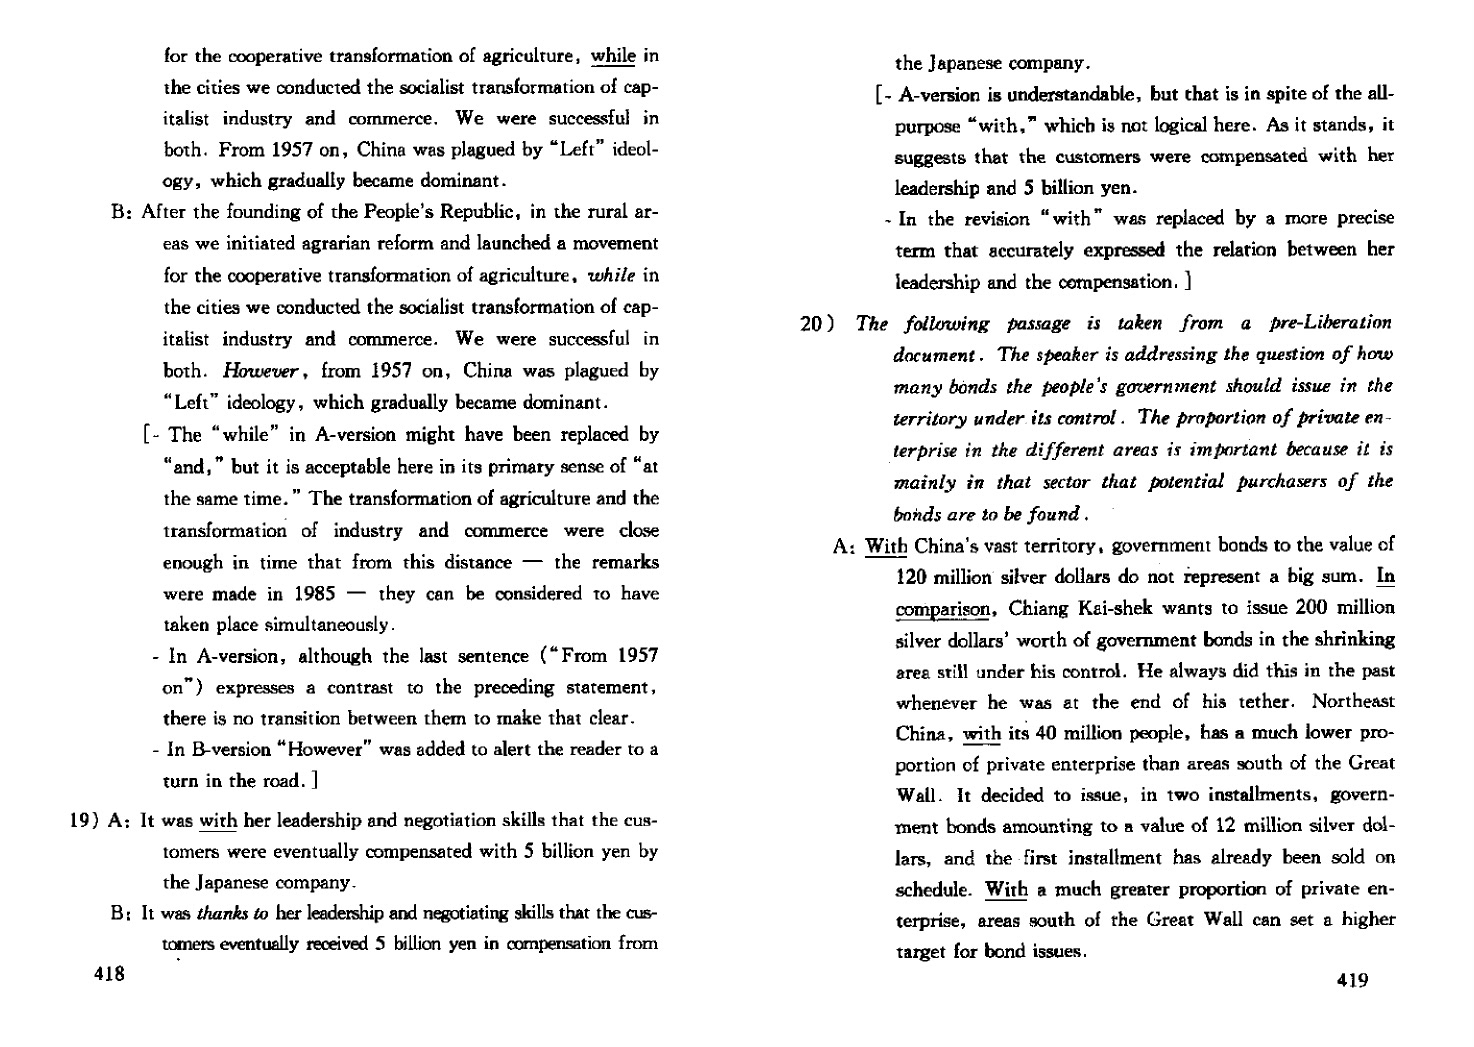 for the cooperative transformation of agriculture, while in
the cities we conducted the socialist transformation of cap-
italist industry and commerce. We were successful in
both. From 1957 on, China was plagued by “Left” ideol-
ogy, which gradually became dominant.
B: After the founding of the People's Republic, in the rural ar-
eas we initiated agrarian reform and launched a movement
for the cooperative transformation of agriculture, while in
the cities we conducted the socialist transformation of cap-
italist industry and commerce. We were successful in
both. However, from 1957 on, China was plagued by
“Left” ideology, which gradually became dominant.
[- The “while” in A-version might have been replaced by
“and,” but it is acceptable here in its primary sense of “at
the same time.” The transformation of agriculture and the
transformation of industry and commerce were close
enough in time that from this distance — the remarks
were made in 1985 — they can be considered to have
taken place simultaneously.
- In A-version, although the last sentence (“From 1957
on”) expresses a contrast to the preceding statement,
there is no transition between them to make that clear.
- In B-version “However” was added to alert the reader to a
turn in the road.]
19) A: It was with her leadership and negotiation skills that the cus-
tomers were eventually compensated with 5 billion yen by
the Japanese company.
B: It was thanks to her leadership and negotiating skills that the cus-
tomers eventually received 5 billion yen in compensation from
418
the Japanese company.
[- A-version is understandable, but that is in spite of the all-
purpose “with,” which is not logical here. As it stands, it
suggests that the customers were compensated with her
leadership and 5 billion yen.
- In the revision “with” was replaced by a more precise
term that accurately expressed the relation between her
leadership and the compensation.]
20) The following passage is taken from a pre-Liberation
document. The speaker is addressing the question of how
many bonds the people's government should issue in the
territory under its control. The proportion of private en-
terprise in the different areas is important because it is
mainly in that sector that potential purchasers of the
bonds are to be found.
A: With China's vast territory, government bonds to the value of
120 million silver dollars do not represent a big sum. In
comparison, Chiang Kai-shek wants to issue 200 million
silver dollars' worth of government bonds in the shrinking
area still under his control. He always did this in the past
whenever he was at the end of his tether. Northeast
China, with its 40 million people, has a much lower pro-
portion of private enterprise than areas south of the Great
Wall. It decided to issue, in two installments, govern-
ment bonds amounting to a value of 12 million silver dol-
lars, and the first installment has already been sold on
schedule. With a much greater proportion of private en-
terprise, areas south of the Great Wall can set a higher
target for bond issues.
419